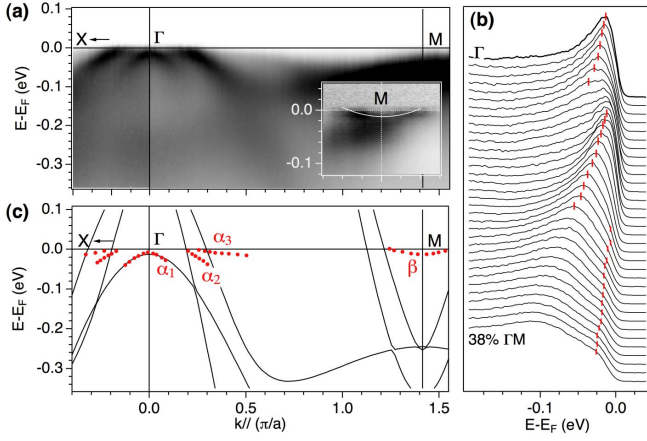 (a)
0.1
0.0
-0.1
-0.2
-0.3
E-E_F (eV)
X ← Γ M
M
0.0
-0.1
(c)
0.1
0.0
-0.1
-0.2
-0.3
E-E_F (eV)
X ← Γ M
α₁ α₂ α₃ β
0.0 0.5 1.0 1.5
k// (π/a)
(b)
Γ
38% ΓM
-0.1 0.0
E-E_F (eV)